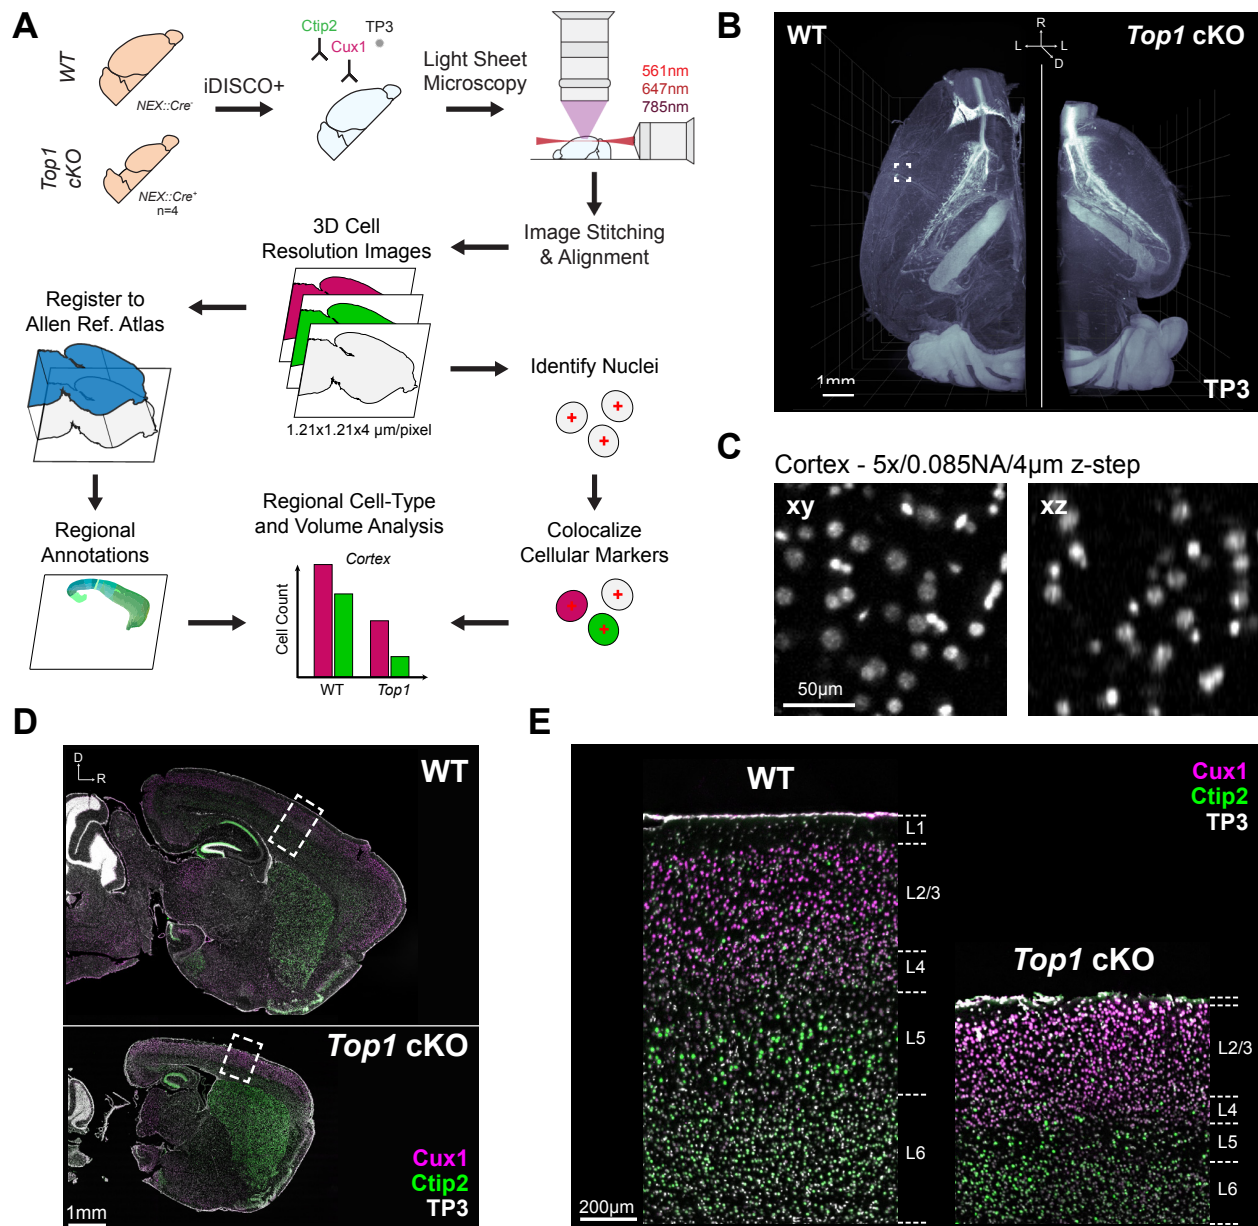 A
WT
NEX::Cre-
Top1
cKO
NEX::Cre+
n=4
iDISCO+
Ctip2
TP3
Cux1
Light Sheet
Microscopy
561nm
647nm
785nm
Image Stitching
& Alignment
3D Cell
Resolution Images
1.21x1.21x4 µm/pixel
Register to
Allen Ref. Atlas
Identify Nuclei
Regional
Annotations
Regional Cell-Type
and Volume Analysis
Cortex
Cell Count
WT
Top1
Colocalize
Cellular Markers
B
WT
Top1 cKO
R
L
L
D
1mm
TP3
C
Cortex - 5x/0.085NA/4µm z-step
xy
xz
50µm
D
D
R
WT
Top1 cKO
Cux1
Ctip2
TP3
1mm
E
WT
Cux1
Ctip2
TP3
L1
L2/3
L4
L5
L6
Top1 cKO
L2/3
L4
L5
L6
200µm